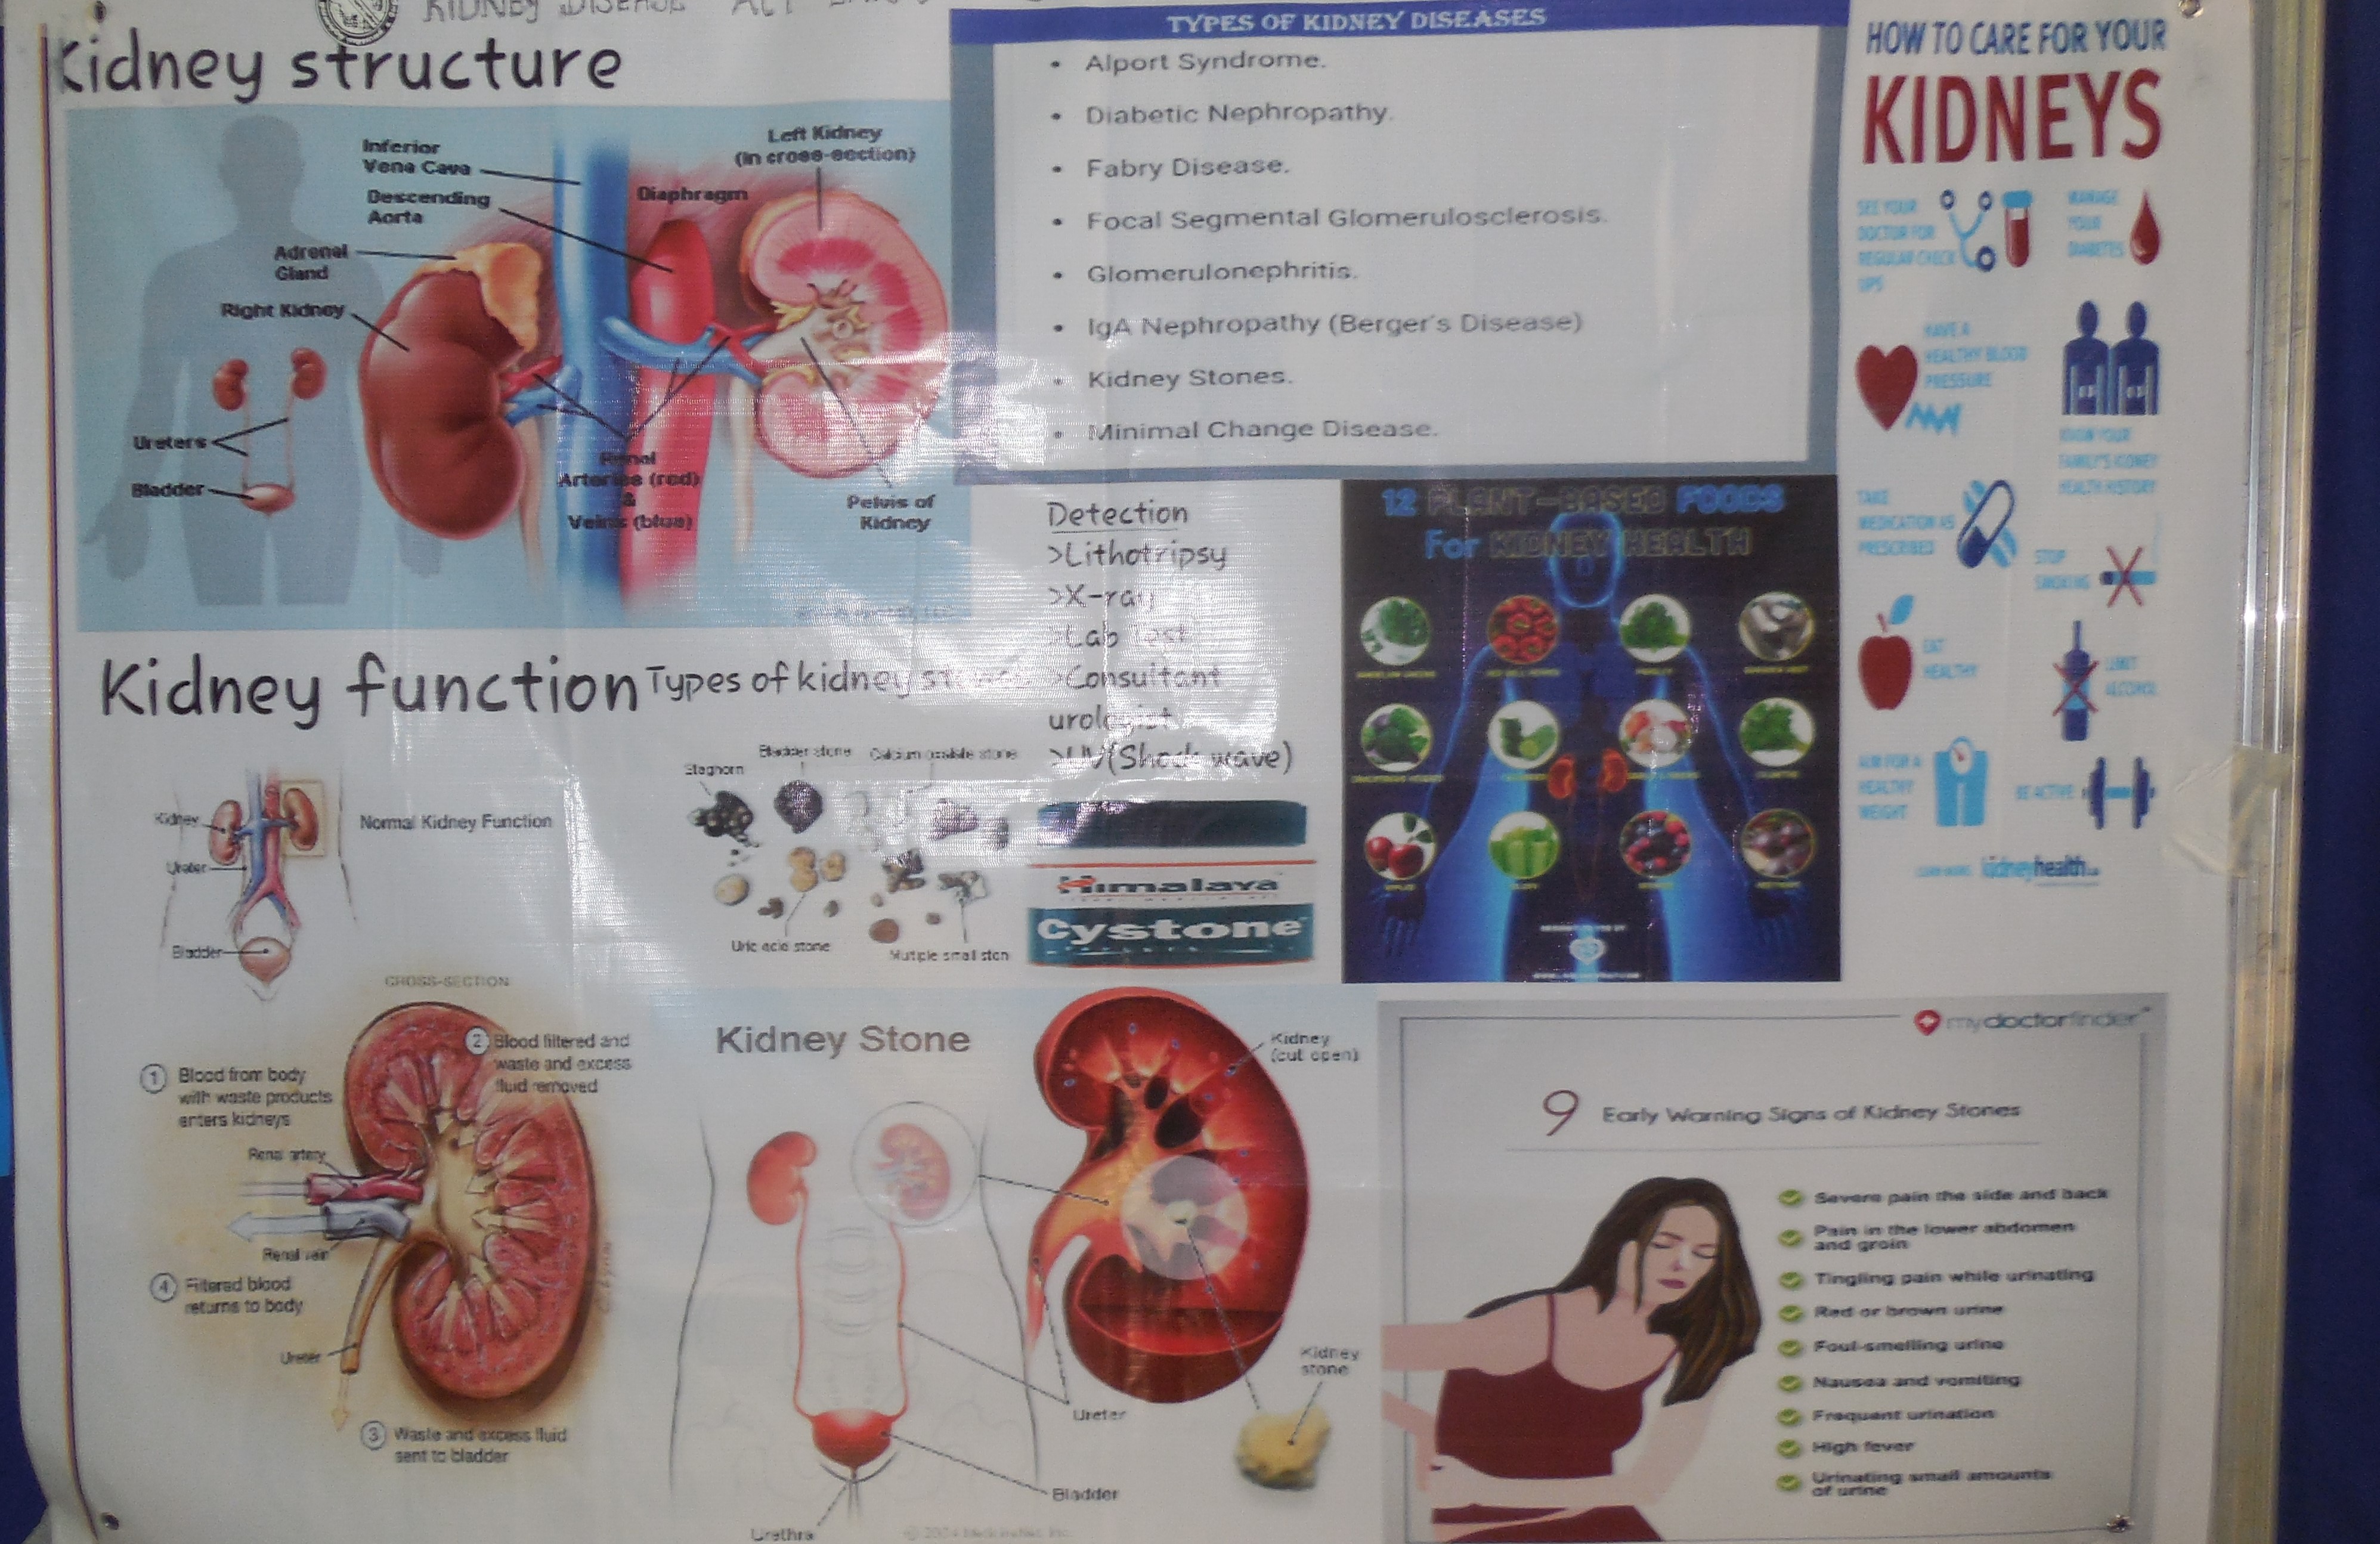 KIDNEY DISEASE
Kidney structure
Inferior
Vena Cava
Descending
Aorta
Adrenal
Gland
Right Kidney
Ureters
Bladder
Diaphragm
Left Kidney
(in cross-section)
Renal
Arteries (red)
&
Veins (blue)
Pelvis of
Kidney
TYPES OF KIDNEY DISEASES
• Alport Syndrome.
• Diabetic Nephropathy.
• Fabry Disease.
• Focal Segmental Glomerulosclerosis.
• Glomerulonephritis.
• IgA Nephropathy (Berger's Disease)
• Kidney Stones.
• Minimal Change Disease.
HOW TO CARE FOR YOUR
KIDNEYS
SEE YOUR
DOCTOR FOR
REGULAR CHECK
UPS
MANAGE
YOUR
DIABETES
HAVE A
HEALTHY BLOOD
PRESSURE
KNOW YOUR
FAMILY'S KIDNEY
HEALTH HISTORY
TAKE
MEDICATION AS
PRESCRIBED
STOP
SMOKING
EAT
HEALTHY
LIMIT
ALCOHOL
AIM FOR A
HEALTHY
WEIGHT
BE ACTIVE
LEARN MORE kidneyhealth
Detection
>Lithotripsy
>X-ray
>Lab Test
>Consultant
urologist
>UV(Shock wave)
Himalaya
Cystone
12 PLANT-BASED FOODS
For KIDNEY HEALTH
Kidney function
Kidney
Ureter
Bladder
Normal Kidney Function
Types of kidney
Staghorn
Bladder stone
Calcium oxalate stone
Uric acid stone
Mutiple small ston
CROSS-SECTION
1 Blood from body
with waste products
enters kidneys
2 Blood filtered and
waste and excess
fluid removed
Renal artery
Renal vein
4 Filtered blood
returns to body
Ureter
3 Waste and excess fluid
sent to bladder
Kidney Stone
Kidney
(cut open)
Kidney
stone
Ureter
Bladder
Urethra
© 2004 MedicineNet, Inc.
mydoctorfinder
9 Early Warning Signs of Kidney Stones
Severe pain the side and back
Pain in the lower abdomen
and groin
Tingling pain while urinating
Red or brown urine
Foul-smelling urine
Nausea and vomiting
Frequent urination
High fever
Urinating small amounts
of urine